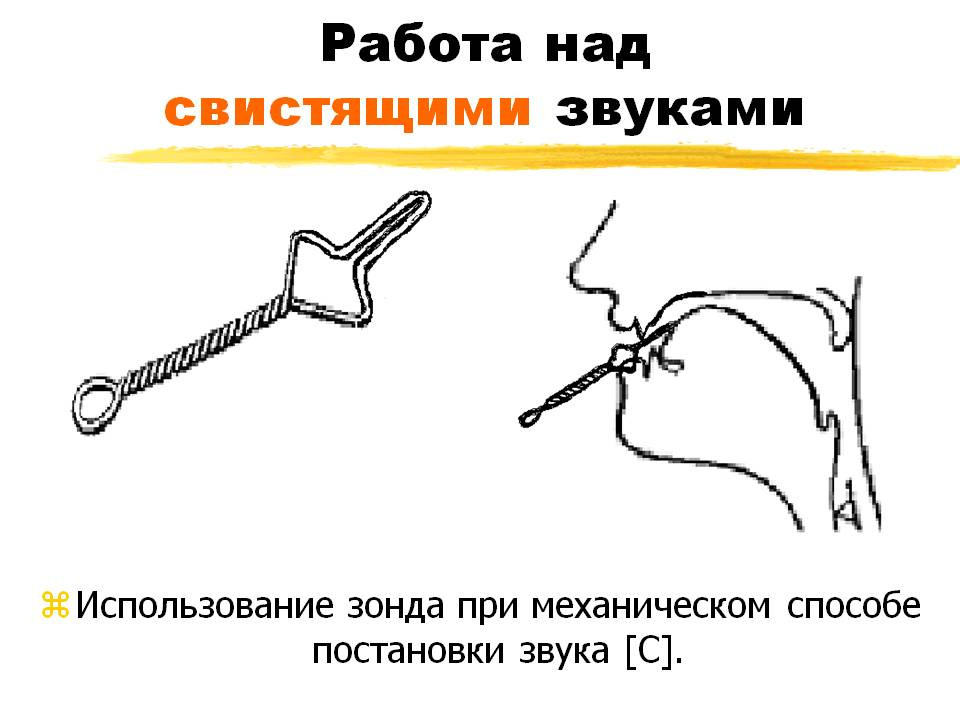 Работа над
свистящими звуками
Использование зонда при механическом способе
постановки звука [С].